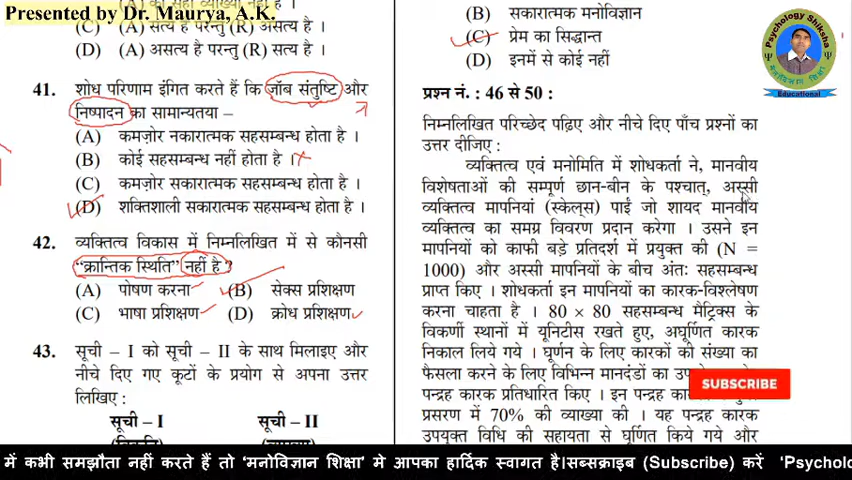 Presented by Dr. Maurya, A.K.
(C) (A) सत्य है परन्तु (R) असत्य है ।
(D) (A) असत्य है परन्तु (R) सत्य है ।
41. शोध परिणाम इंगित करते हैं कि जॉब संतुष्टि और
निष्पादन का सामान्यतया –
(A) कमज़ोर नकारात्मक सहसम्बन्ध होता है ।
(B) कोई सहसम्बन्ध नहीं होता है ।
(C) कमज़ोर सकारात्मक सहसम्बन्ध होता है ।
(D) शक्तिशाली सकारात्मक सहसम्बन्ध होता है ।
42. व्यक्तित्व विकास में निम्नलिखित में से कौनसी
“क्रान्तिक स्थिति” नहीं है ?
(A) पोषण करना (B) सेक्स प्रशिक्षण
(C) भाषा प्रशिक्षण (D) क्रोध प्रशिक्षण
43. सूची – I को सूची – II के साथ मिलाइए और
नीचे दिए गए कूटों के प्रयोग से अपना उत्तर
लिखिए :
सूची – I सूची – II
(B) सकारात्मक मनोविज्ञान
(C) प्रेम का सिद्धान्त
(D) इनमें से कोई नहीं
प्रश्न नं. : 46 से 50 :
निम्नलिखित परिच्छेद पढ़िए और नीचे दिए पाँच प्रश्नों का
उत्तर दीजिए :
व्यक्तित्व एवं मनोमिति में शोधकर्ता ने, मानवीय
विशेषताओं की सम्पूर्ण छान-बीन के पश्चात्, अस्सी
व्यक्तित्व मापनियां (स्केल्स) पाईं जो शायद मानवीय
व्यक्तित्व का समग्र विवरण प्रदान करेगा । उसने इन
मापनियों को काफी बड़े प्रतिदर्श में प्रयुक्त की (N =
1000) और अस्सी मापनियों के बीच अंत: सहसम्बन्ध
प्राप्त किए । शोधकर्ता इन मापनियों का कारक-विश्लेषण
करना चाहता है । 80 × 80 सहसम्बन्ध मैट्रिक्स के
विकर्णी स्थानों में यूनिटीस रखते हुए, अघूर्णित कारक
निकाल लिये गये । घूर्णन के लिए कारकों की संख्या का
फैसला करने के लिए विभिन्न मानदंडों का
पन्द्रह कारक प्रतिधारित किए । इन पन्द्रह
प्रसरण में 70% की व्याख्या की । यह पन्द्रह कारक
उपयुक्त विधि की सहायता से घूर्णित किये गये और
Psychology Shiksha
मनोविज्ञान शिक्षा
Educational
SUBSCRIBE
में कभी समझौता नहीं करते हैं तो 'मनोविज्ञान शिक्षा' मे आपका हार्दिक स्वागत है।सब्सक्राइब (Subscribe) करें 'Psycholo